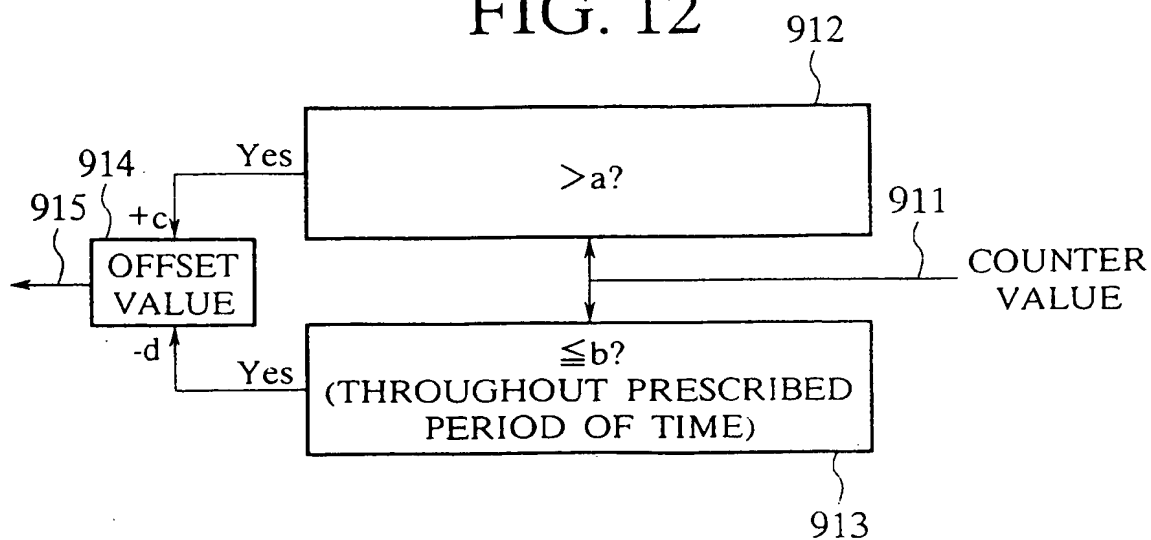 FIG. 12
912
>a?
Yes
914
915
+c
911
OFFSET
VALUE
COUNTER
VALUE
-d
Yes
≦b?
(THROUGHOUT PRESCRIBED
PERIOD OF TIME)
913